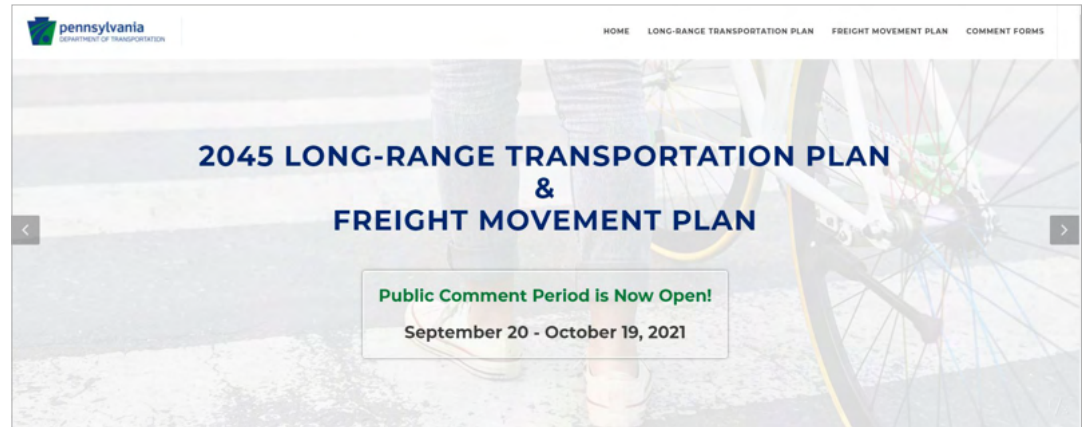 pennsylvania
DEPARTMENT OF TRANSPORTATION
HOME LONG-RANGE TRANSPORTATION PLAN FREIGHT MOVEMENT PLAN COMMENT FORMS
2045 LONG-RANGE TRANSPORTATION PLAN
&
FREIGHT MOVEMENT PLAN
Public Comment Period is Now Open!
September 20 - October 19, 2021